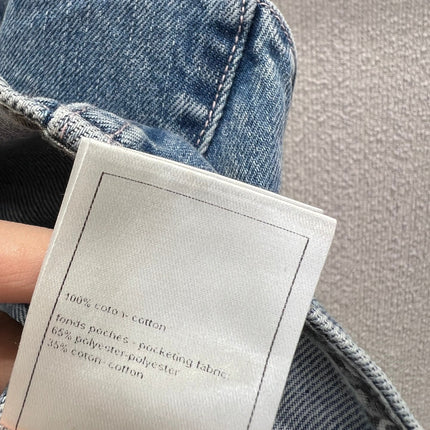 100% coton - cotton
fonds poches - pocketing fabric:
65% polyester-polyester
35% coton - cotton